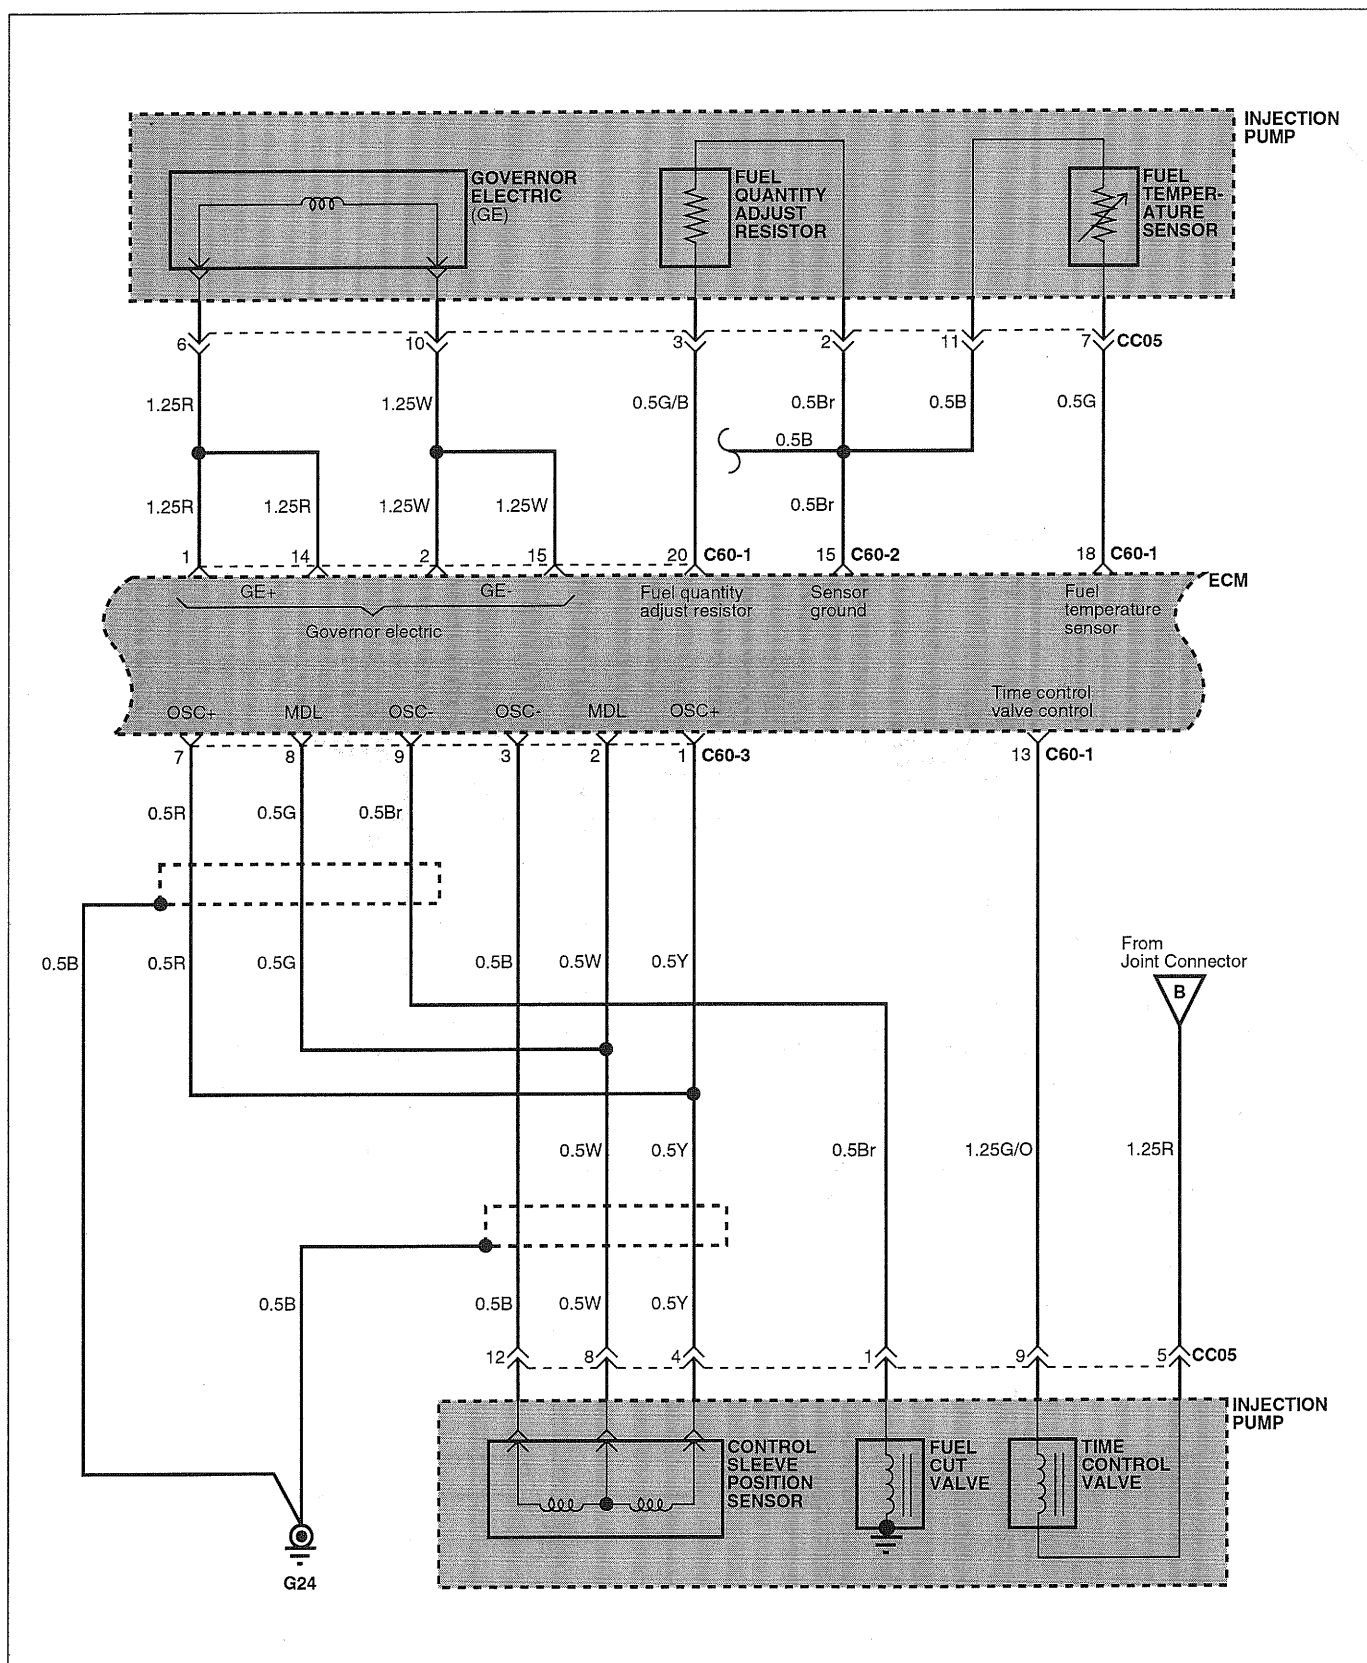 INJECTION
PUMP
GOVERNOR
ELECTRIC
(GE)
FUEL
QUANTITY
ADJUST
RESISTOR
FUEL
TEMPER-
ATURE
SENSOR
6
10
3
2
11
7
CC05
1.25R
1.25W
0.5G/B
0.5Br
0.5B
0.5G
0.5B
1.25R
1.25R
1.25W
1.25W
0.5Br
1
14
2
15
20
C60-1
15
C60-2
18
C60-1
ECM
GE+
GE-
Governor electric
Fuel quantity
adjust resistor
Sensor
ground
Fuel
temperature
sensor
Time control
valve control
OSC+
MDL
OSC-
OSC-
MDL
OSC+
7
8
9
3
2
1
C60-3
13
C60-1
0.5R
0.5G
0.5Br
From
Joint Connector
B
0.5B
0.5R
0.5G
0.5B
0.5W
0.5Y
0.5W
0.5Y
0.5Br
1.25G/O
1.25R
0.5B
0.5B
0.5W
0.5Y
12
8
4
1
9
5
CC05
INJECTION
PUMP
CONTROL
SLEEVE
POSITION
SENSOR
FUEL
CUT
VALVE
TIME
CONTROL
VALVE
G24